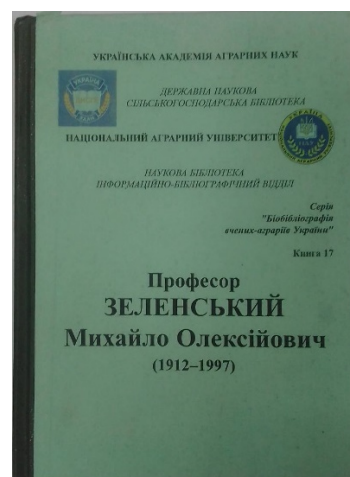 УКРАЇНСЬКА АКАДЕМІЯ АГРАРНИХ НАУК
ДЕРЖАВНА НАУКОВА
СІЛЬСЬКОГОСПОДАРСЬКА БІБЛІОТЕКА
НАЦІОНАЛЬНИЙ АГРАРНИЙ УНІВЕРСИТЕТ
НАУКОВА БІБЛІОТЕКА
ІНФОРМАЦІЙНО-БІБЛІОГРАФІЧНИЙ ВІДДІЛ
Серія
"Біобібліографія
вчених-аграріїв України"
Книга 17
Професор
ЗЕЛЕНСЬКИЙ
Михайло Олексійович
(1912–1997)